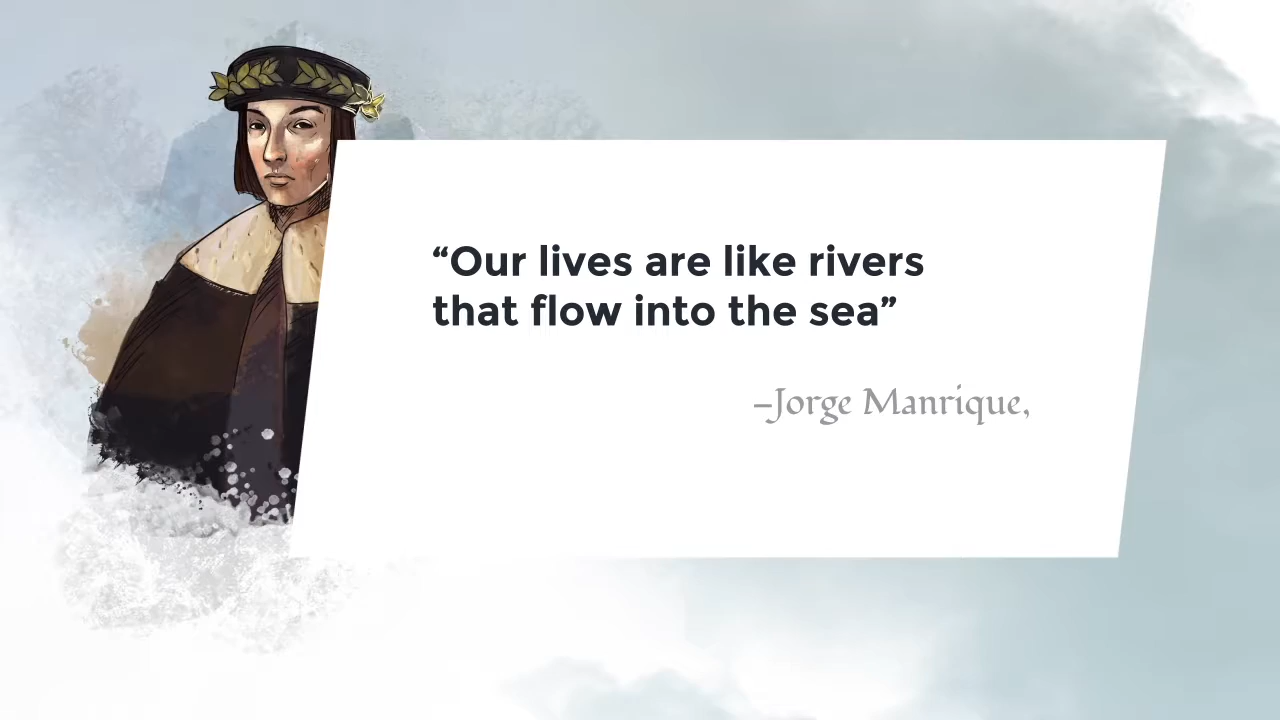 “Our lives are like rivers
that flow into the sea”
–Jorge Manrique,